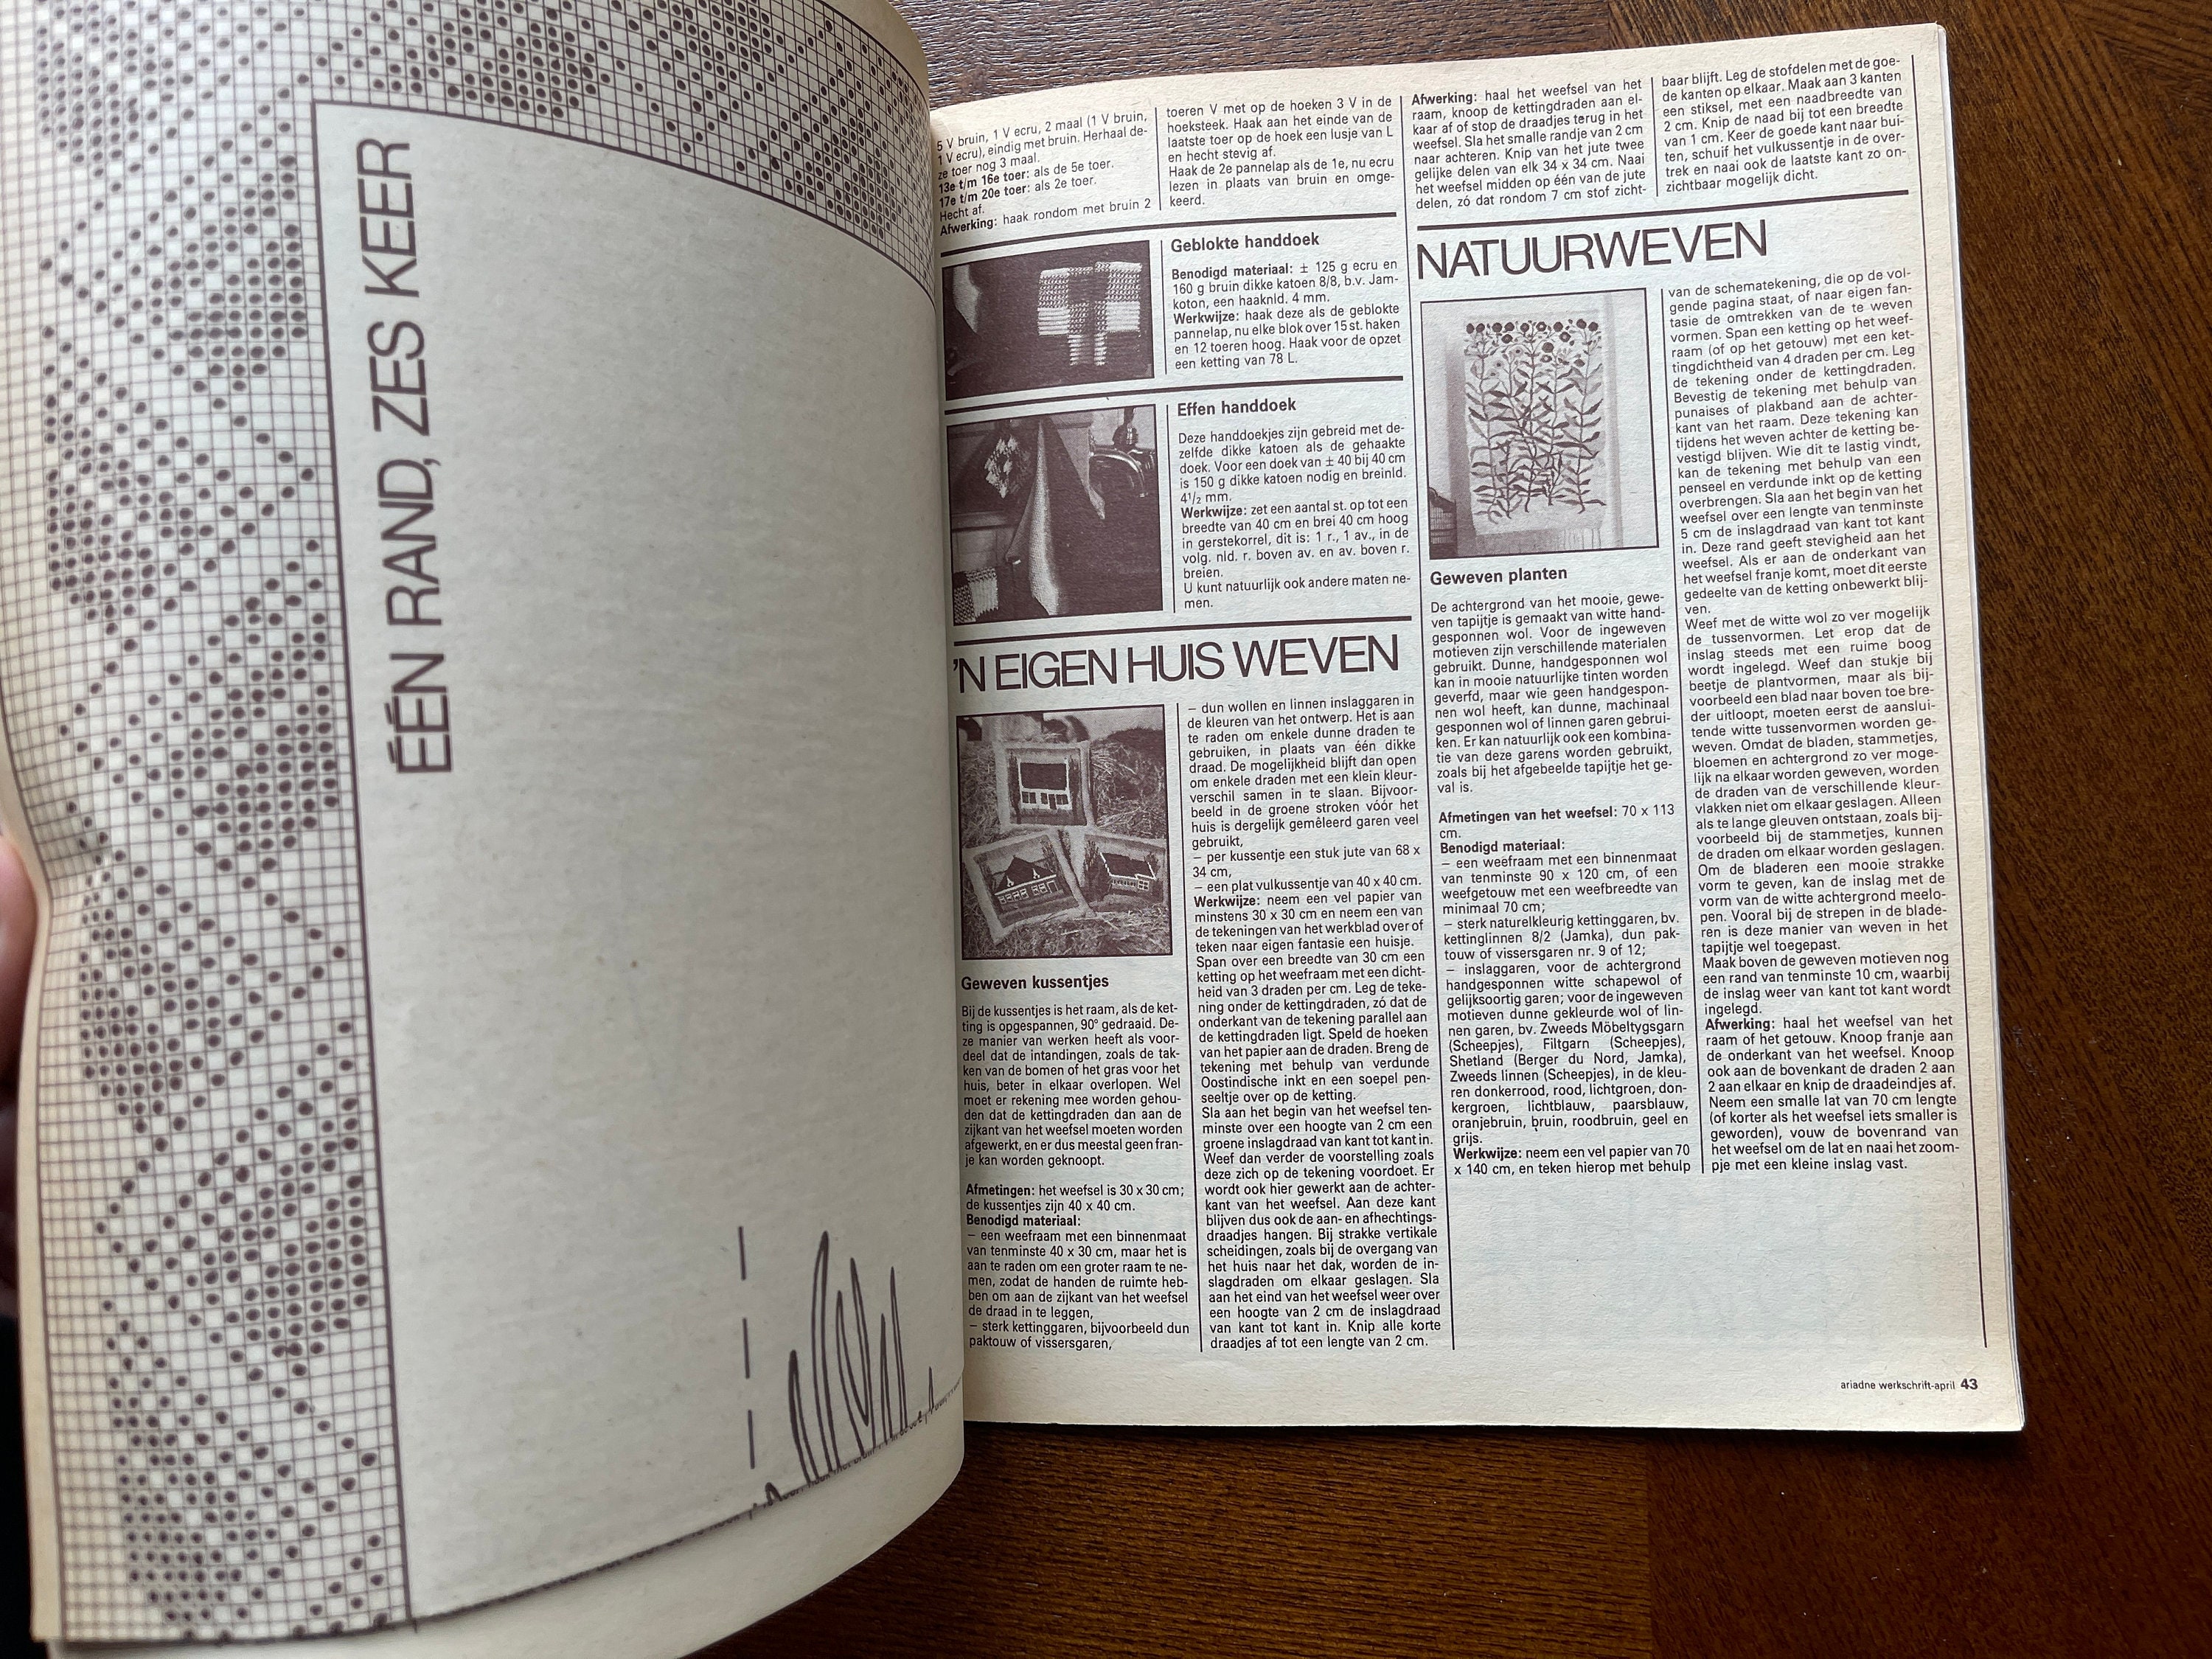 ÉÉN RAND, ZES KEER
5 V bruin, 1 V ecru, 2 maal (1 V bruin,
1 V ecru), eindig met bruin. Herhaal de-
ze toer nog 3 maal.
13e t/m 16e toer: als de 5e toer.
17e t/m 20e toer: als 2e toer.
Hecht af.
Afwerking: haak rondom met bruin 2
toeren V met op de hoeken 3 V in de
hoeksteek. Haak aan het einde van de
laatste toer op de hoek een lusje van L
en hecht stevig af.
Haak de 2e pannelap als de 1e, nu ecru
lezen in plaats van bruin en omge-
keerd.
Geblokte handdoek
Benodigd materiaal: ± 125 g ecru en
160 g bruin dikke katoen 8/8, b.v. Jam-
koton, een haaknld. 4 mm.
Werkwijze: haak deze als de geblokte
pannelap, nu elke blok over 15 st. haken
en 12 toeren hoog. Haak voor de opzet
een ketting van 78 L.
Effen handdoek
Deze handdoekjes zijn gebreid met de-
zelfde dikke katoen als de gehaakte
doek. Voor een doek van ± 40 bij 40 cm
is 150 g dikke katoen nodig en breinld.
4½ mm.
Werkwijze: zet een aantal st. op tot een
breedte van 40 cm en brei 40 cm hoog
in gerstekorrel, dit is: 1 r., 1 av., in de
volg. nld. r. boven av. en av. boven r.
breien.
U kunt natuurlijk ook andere maten ne-
men.
'N EIGEN HUIS WEVEN
Geweven kussentjes
Bij de kussentjes is het raam, als de ket-
ting is opgespannen, 90° gedraaid. De-
ze manier van werken heeft als voor-
deel dat de intandingen, zoals de tak-
ken van de bomen of het gras voor het
huis, beter in elkaar overlopen. Wel
moet er rekening mee worden gehou-
den dat de kettingdraden dan aan de
zijkant van het weefsel moeten worden
afgewerkt, en er dus meestal geen fran-
je kan worden geknoopt.
Afmetingen: het weefsel is 30 x 30 cm;
de kussentjes zijn 40 x 40 cm.
Benodigd materiaal:
– een weefraam met een binnenmaat
van tenminste 40 x 30 cm, maar het is
aan te raden om een groter raam te ne-
men, zodat de handen de ruimte heb-
ben om aan de zijkant van het weefsel
de draad in te leggen,
– sterk kettinggaren, bijvoorbeeld dun
paktouw of vissersgaren,
– dun wollen en linnen inslaggaren in
de kleuren van het ontwerp. Het is aan
te raden om enkele dunne draden te
gebruiken, in plaats van één dikke
draad. De mogelijkheid blijft dan open
om enkele draden met een klein kleur-
verschil samen in te slaan. Bijvoor-
beeld in de groene stroken vóór het
huis is dergelijk gemêleerd garen veel
gebruikt,
– per kussentje een stuk jute van 68 x
34 cm,
– een plat vulkussentje van 40 x 40 cm.
Werkwijze: neem een vel papier van
minstens 30 x 30 cm en neem een van
de tekeningen van het werkblad over of
teken naar eigen fantasie een huisje.
Span over een breedte van 30 cm een
ketting op het weefraam met een dicht-
heid van 3 draden per cm. Leg de teke-
ning onder de kettingdraden, zó dat de
onderkant van de tekening parallel aan
de kettingdraden ligt. Speld de hoeken
van het papier aan de draden. Breng de
tekening met behulp van verdunde
Oostindische inkt en een soepel pen-
seeltje over op de ketting.
Sla aan het begin van het weefsel ten-
minste over een hoogte van 2 cm een
groene inslagdraad van kant tot kant in.
Weef dan verder de voorstelling zoals
deze zich op de tekening voordoet. Er
wordt ook hier gewerkt aan de achter-
kant van het weefsel. Aan deze kant
blijven dus ook de aan- en afhechtings-
draadjes hangen. Bij strakke vertikale
scheidingen, zoals bij de overgang van
het huis naar het dak, worden de in-
slagdraden om elkaar geslagen. Sla
aan het eind van het weefsel weer over
een hoogte van 2 cm de inslagdraad
van kant tot kant in. Knip alle korte
draadjes af tot een lengte van 2 cm.
Afwerking: haal het weefsel van het
raam, knoop de kettingdraden aan el-
kaar af of stop de draadjes terug in het
weefsel. Sla het smalle randje van 2 cm
naar achteren. Knip van het jute twee
gelijke delen van elk 34 x 34 cm. Naai
het weefsel midden op één van de jute
delen, zó dat rondom 7 cm stof zicht-
baar blijft. Leg de stofdelen met de goe-
de kanten op elkaar. Maak aan 3 kanten
een stiksel, met een naadbreedte van
2 cm. Knip de naad bij tot een breedte
van 1 cm. Keer de goede kant naar bui-
ten, schuif het vulkussentje in de over-
trek en naai ook de laatste kant zo on-
zichtbaar mogelijk dicht.
NATUURWEVEN
Geweven planten
De achtergrond van het mooie, gewe-
ven tapijtje is gemaakt van witte hand-
gesponnen wol. Voor de ingeweven
motieven zijn verschillende materialen
gebruikt. Dunne, handgesponnen wol
kan in mooie natuurlijke tinten worden
geverfd, maar wie geen handgespon-
nen wol heeft, kan dunne, machinaal
gesponnen wol of linnen garen gebrui-
ken. Er kan natuurlijk ook een kombina-
tie van deze garens worden gebruikt,
zoals bij het afgebeelde tapijtje het ge-
val is.
Afmetingen van het weefsel: 70 x 113
cm.
Benodigd materiaal:
– een weefraam met een binnenmaat
van tenminste 90 x 120 cm, of een
weefgetouw met een weefbreedte van
minimaal 70 cm;
– sterk naturelkleurig kettinggaren, bv.
kettinglinnen 8/2 (Jamka), dun pak-
touw of vissersgaren nr. 9 of 12;
– inslaggaren, voor de achtergrond
handgesponnen witte schapewol of
gelijksoortig garen; voor de ingeweven
motieven dunne gekleurde wol of lin-
nen garen, bv. Zweeds Möbeltygsgarn
(Scheepjes), Filtgarn (Scheepjes),
Shetland (Berger du Nord, Jamka),
Zweeds linnen (Scheepjes), in de kleu-
ren donkerrood, rood, lichtgroen, don-
kergroen, lichtblauw, paarsblauw,
oranjebruin, bruin, roodbruin, geel en
grijs.
Werkwijze: neem een vel papier van 70
x 140 cm, en teken hierop met behulp
van de schematekening, die op de vol-
gende pagina staat, of naar eigen fan-
tasie de omtrekken van de te weven
vormen. Span een ketting op het weef-
raam (of op het getouw) met een ket-
tingdichtheid van 4 draden per cm. Leg
de tekening onder de kettingdraden.
Bevestig de tekening met behulp van
punaises of plakband aan de achter-
kant van het raam. Deze tekening kan
tijdens het weven achter de ketting be-
vestigd blijven. Wie dit te lastig vindt,
kan de tekening met behulp van een
penseel en verdunde inkt op de ketting
overbrengen. Sla aan het begin van het
weefsel over een lengte van tenminste
5 cm de inslagdraad van kant tot kant
in. Deze rand geeft stevigheid aan het
weefsel. Als er aan de onderkant van
het weefsel franje komt, moet dit eerste
gedeelte van de ketting onbewerkt blij-
ven.
Weef met de witte wol zo ver mogelijk
de tussenvormen. Let erop dat de
inslag steeds met een ruime boog
wordt ingelegd. Weef dan stukje bij
beetje de plantvormen, maar als bij-
voorbeeld een blad naar boven toe bre-
der uitloopt, moeten eerst de aanslui-
tende witte tussenvormen worden ge-
weven. Omdat de bladen, stammetjes,
bloemen en achtergrond zo ver moge-
lijk na elkaar worden geweven, worden
de draden van de verschillende kleur-
vlakken niet om elkaar geslagen. Alleen
als te lange gleuven ontstaan, zoals bij-
voorbeeld bij de stammetjes, kunnen
de draden om elkaar worden geslagen.
Om de bladeren een mooie strakke
vorm te geven, kan de inslag met de
vorm van de witte achtergrond meelo-
pen. Vooral bij de strepen in de blade-
ren is deze manier van weven in het
tapijtje wel toegepast.
Maak boven de geweven motieven nog
een rand van tenminste 10 cm, waarbij
de inslag weer van kant tot kant wordt
ingelegd.
Afwerking: haal het weefsel van het
raam of het getouw. Knoop franje aan
de onderkant van het weefsel. Knoop
ook aan de bovenkant de draden 2 aan
2 aan elkaar en knip de draadeindjes af.
Neem een smalle lat van 70 cm lengte
(of korter als het weefsel iets smaller is
geworden), vouw de bovenrand van
het weefsel om de lat en naai het zoom-
pje met een kleine inslag vast.
ariadne werkschrift-april 43